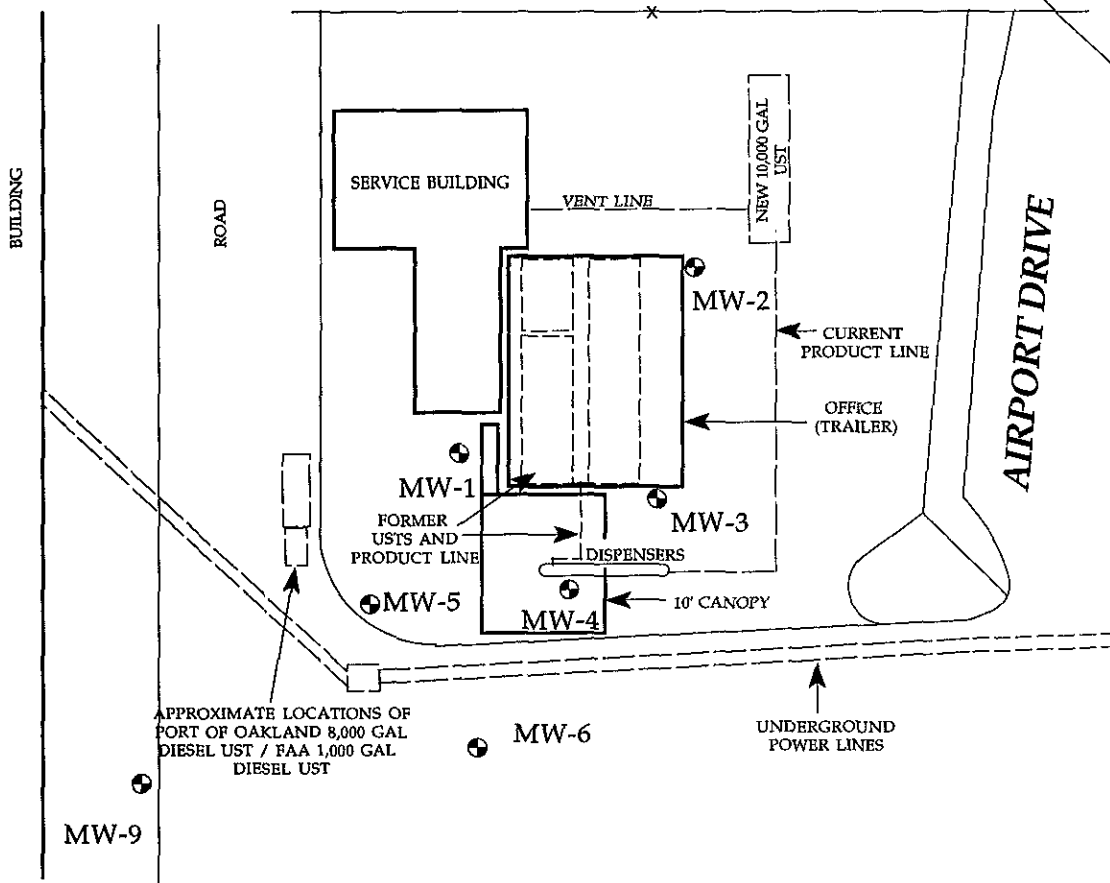 X
BUILDING
ROAD
SERVICE BUILDING
VENT LINE
NEW 10,000 GAL
UST
AIRPORT DRIVE
MW-2
CURRENT
PRODUCT LINE
OFFICE
(TRAILER)
MW-1
MW-3
FORMER
USTS AND
PRODUCT LINE
DISPENSERS
MW-5
MW-4
10' CANOPY
APPROXIMATE LOCATIONS OF
PORT OF OAKLAND 8,000 GAL
DIESEL UST / FAA 1,000 GAL
DIESEL UST
MW-6
UNDERGROUND
POWER LINES
MW-9